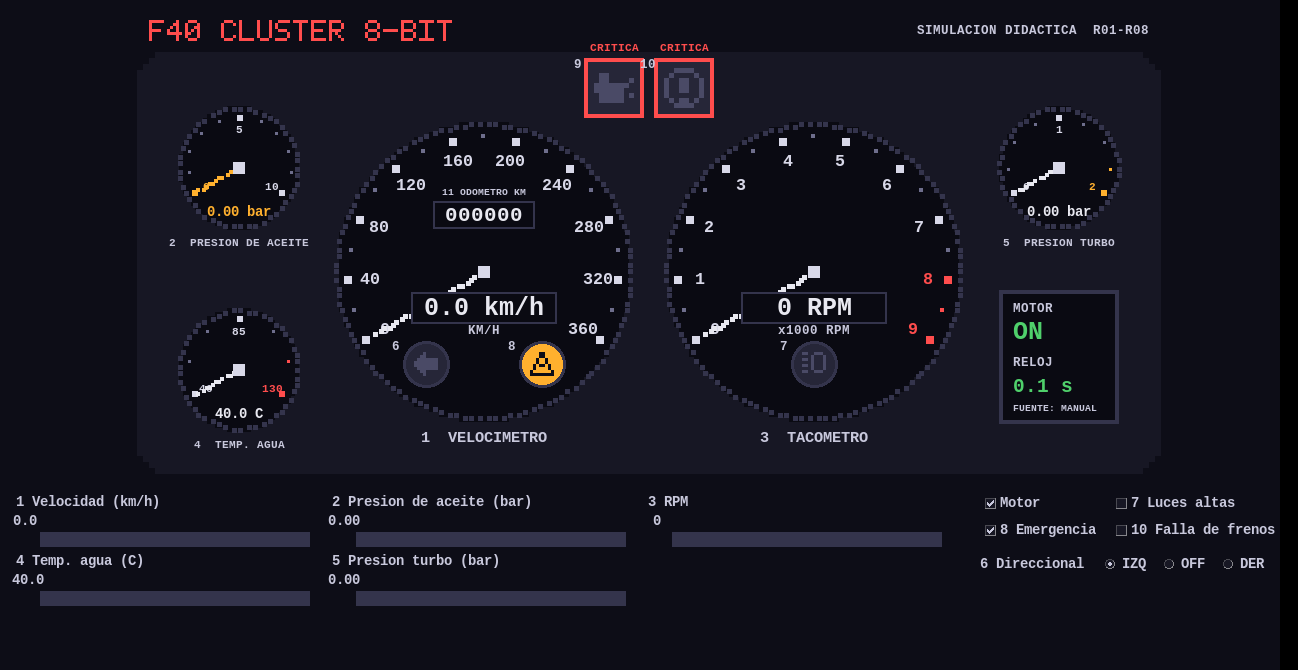 F40 CLUSTER 8-BIT
SIMULACION DIDACTICA R01-R08
CRITICA CRITICA
9 10
5
10
0.00 bar
2 PRESION DE ACEITE
85
40
130
40.0 C
4 TEMP. AGUA
0 40 80 120 160 200 240 280 320 360
11 ODOMETRO KM
000000
0.0 km/h
KM/H
6 8
1 VELOCIMETRO
0 1 2 3 4 5 6 7 8 9
0 RPM
x1000 RPM
7
3 TACOMETRO
1
2
0.00 bar
5 PRESION TURBO
MOTOR
ON
RELOJ
0.1 s
FUENTE: MANUAL
1 Velocidad (km/h)
0.0
2 Presion de aceite (bar)
0.00
3 RPM
0
4 Temp. agua (C)
40.0
5 Presion turbo (bar)
0.00
Motor 7 Luces altas
8 Emergencia 10 Falla de frenos
6 Direccional IZQ OFF DER